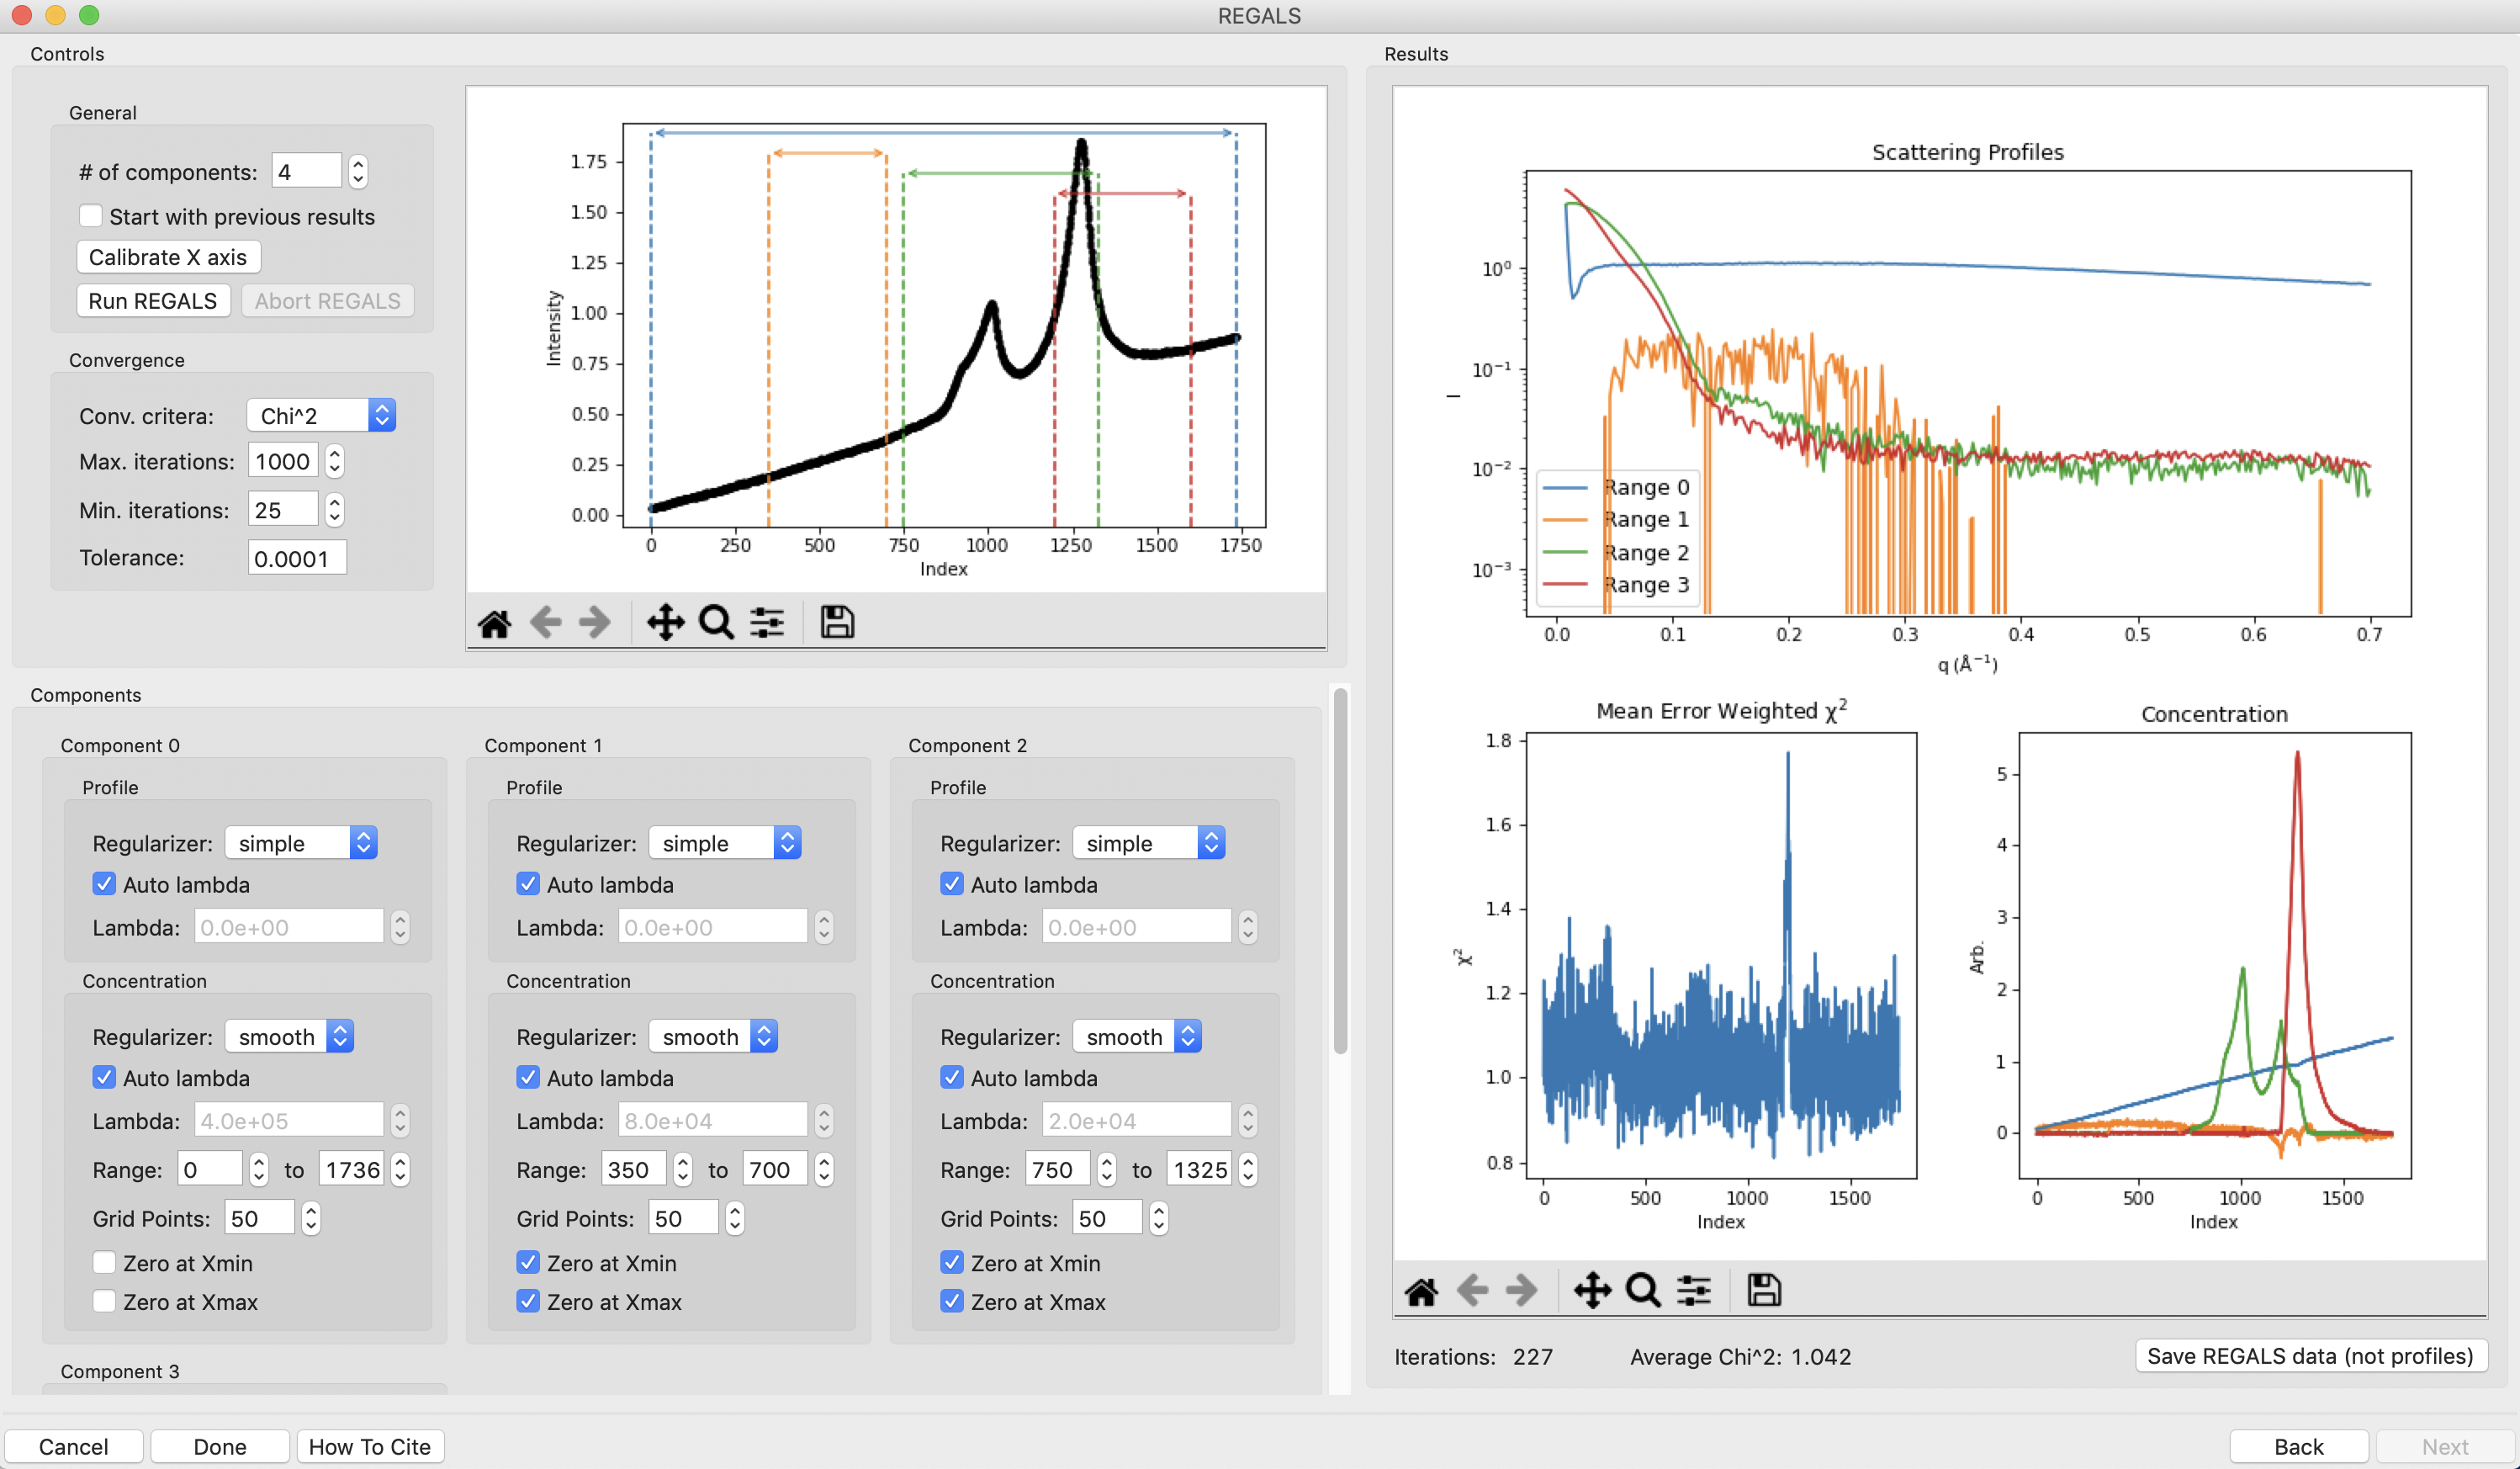 REGALS
Controls
General
# of components: 4
Start with previous results
Calibrate X axis
Run REGALS Abort REGALS
Convergence
Conv. critera: Chi^2
Max. iterations: 1000
Min. iterations: 25
Tolerance: 0.0001
1.75
1.50
1.25
1.00
0.75
0.50
0.25
0.00
Intensity
0 250 500 750 1000 1250 1500 1750
Index
Components
Component 0
Profile
Regularizer: simple
Auto lambda
Lambda: 0.0e+00
Concentration
Regularizer: smooth
Auto lambda
Lambda: 4.0e+05
Range: 0 to 1736
Grid Points: 50
Zero at Xmin
Zero at Xmax
Component 1
Profile
Regularizer: simple
Auto lambda
Lambda: 0.0e+00
Concentration
Regularizer: smooth
Auto lambda
Lambda: 8.0e+04
Range: 350 to 700
Grid Points: 50
Zero at Xmin
Zero at Xmax
Component 2
Profile
Regularizer: simple
Auto lambda
Lambda: 0.0e+00
Concentration
Regularizer: smooth
Auto lambda
Lambda: 2.0e+04
Range: 750 to 1325
Grid Points: 50
Zero at Xmin
Zero at Xmax
Component 3
Results
Scattering Profiles
10⁰
10⁻¹
10⁻²
10⁻³
I
Range 0
Range 1
Range 2
Range 3
0.0 0.1 0.2 0.3 0.4 0.5 0.6 0.7
q (Å⁻¹)
Mean Error Weighted χ²
1.8
1.6
1.4
1.2
1.0
0.8
χ²
0 500 1000 1500
Index
Concentration
5
4
3
2
1
0
Arb.
0 500 1000 1500
Index
Iterations: 227 Average Chi^2: 1.042 Save REGALS data (not profiles)
Cancel Done How To Cite Back Next